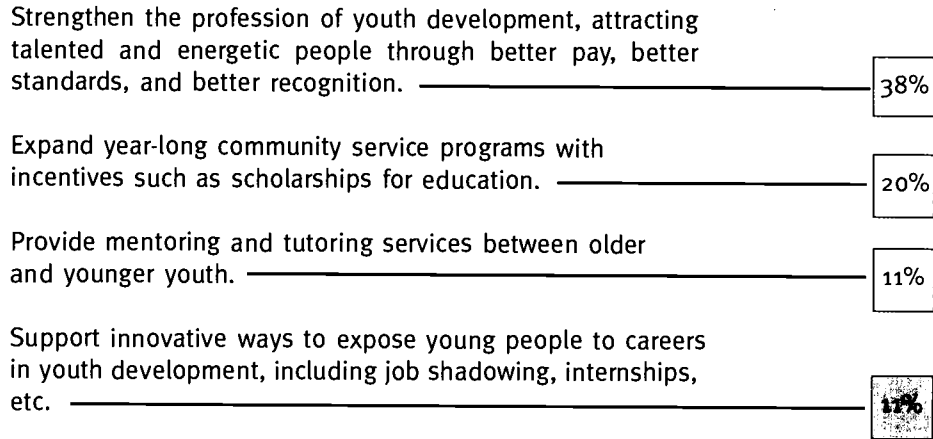 Strengthen the profession of youth development, attracting
talented and energetic people through better pay, better
standards, and better recognition. 38%
Expand year-long community service programs with
incentives such as scholarships for education. 20%
Provide mentoring and tutoring services between older
and younger youth. 11%
Support innovative ways to expose young people to careers
in youth development, including job shadowing, internships,
etc. 11%